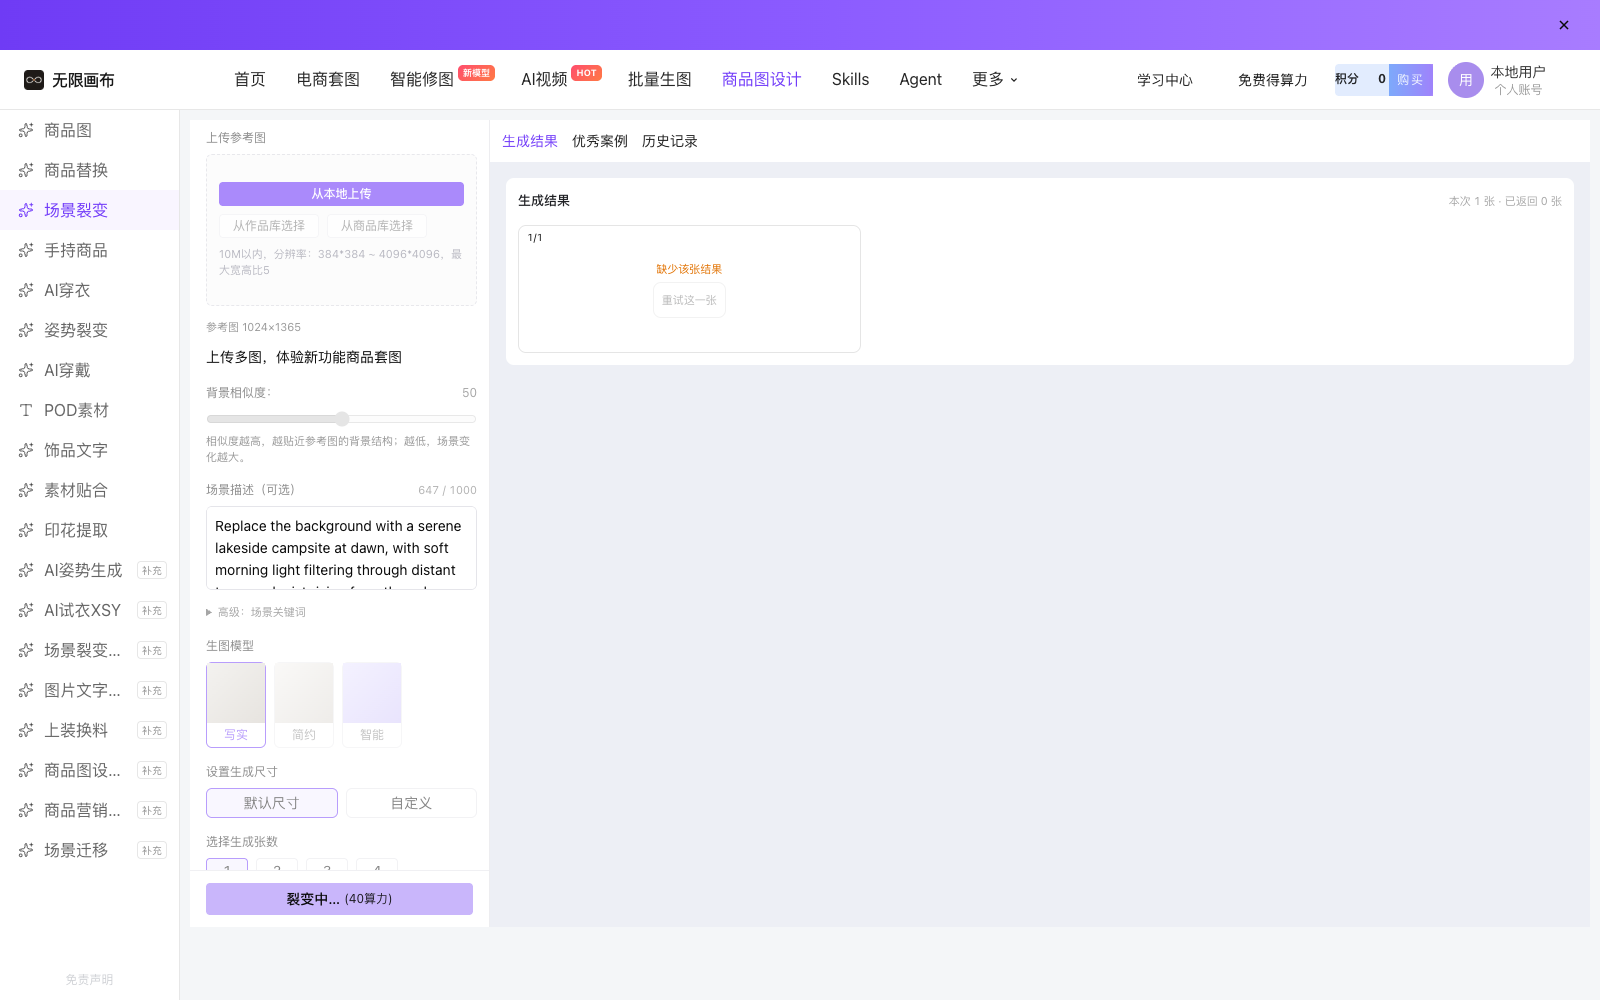 无限画布
首页
电商套图
智能修图
新模型
AI视频
HOT
批量生图
商品图设计
Skills
Agent
更多
学习中心
免费得算力
积分 0
购买
用
本地用户
个人账号
商品图
商品替换
场景裂变
手持商品
AI穿衣
姿势裂变
AI穿戴
POD素材
饰品文字
素材贴合
印花提取
AI姿势生成 补充
AI试衣XSY 补充
场景裂变... 补充
图片文字... 补充
上装换料 补充
商品图设... 补充
商品营销... 补充
场景迁移 补充
免责声明
上传参考图
从本地上传
从作品库选择
从商品库选择
10M以内，分辨率：384*384 ~ 4096*4096，最
大宽高比5
参考图 1024×1365
上传多图，体验新功能商品套图
背景相似度： 50
相似度越高，越贴近参考图的背景结构；越低，场景变
化越大。
场景描述（可选） 647 / 1000
Replace the background with a serene
lakeside campsite at dawn, with soft
morning light filtering through distant
高级：场景关键词
生图模型
写实
简约
智能
设置生成尺寸
默认尺寸
自定义
选择生成张数
1
2
3
4
裂变中... (40算力)
生成结果
优秀案例
历史记录
生成结果
本次 1 张 · 已返回 0 张
1/1
缺少该张结果
重试这一张